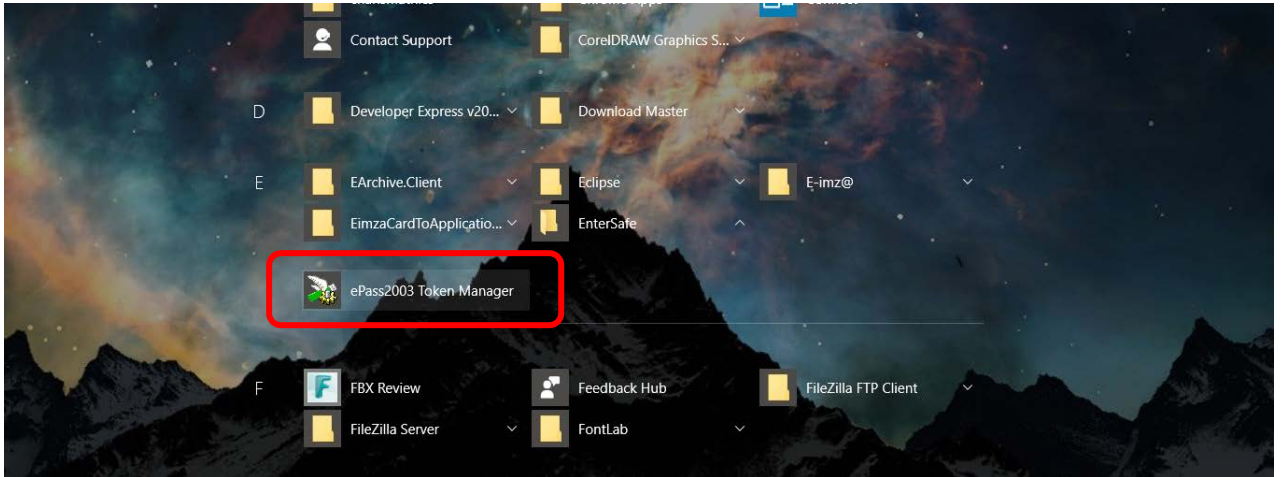 Contact Support
CorelDRAW Graphics S...
D
Developer Express v20...
Download Master
E
EArchive.Client
Eclipse
E-imz@
EimzaCardToApplicatio...
EnterSafe
ePass2003 Token Manager
F
FBX Review
Feedback Hub
FileZilla FTP Client
FileZilla Server
FontLab